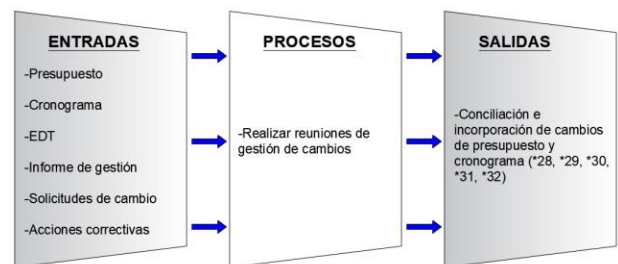 ENTRADAS
-Presupuesto
-Cronograma
-EDT
-Informe de gestión
-Solicitudes de cambio
-Acciones correctivas
PROCESOS
-Realizar reuniones de
gestión de cambios
SALIDAS
-Conciliación e
incorporación de cambios
de presupuesto y
cronograma (*28, *29, *30,
*31, *32)